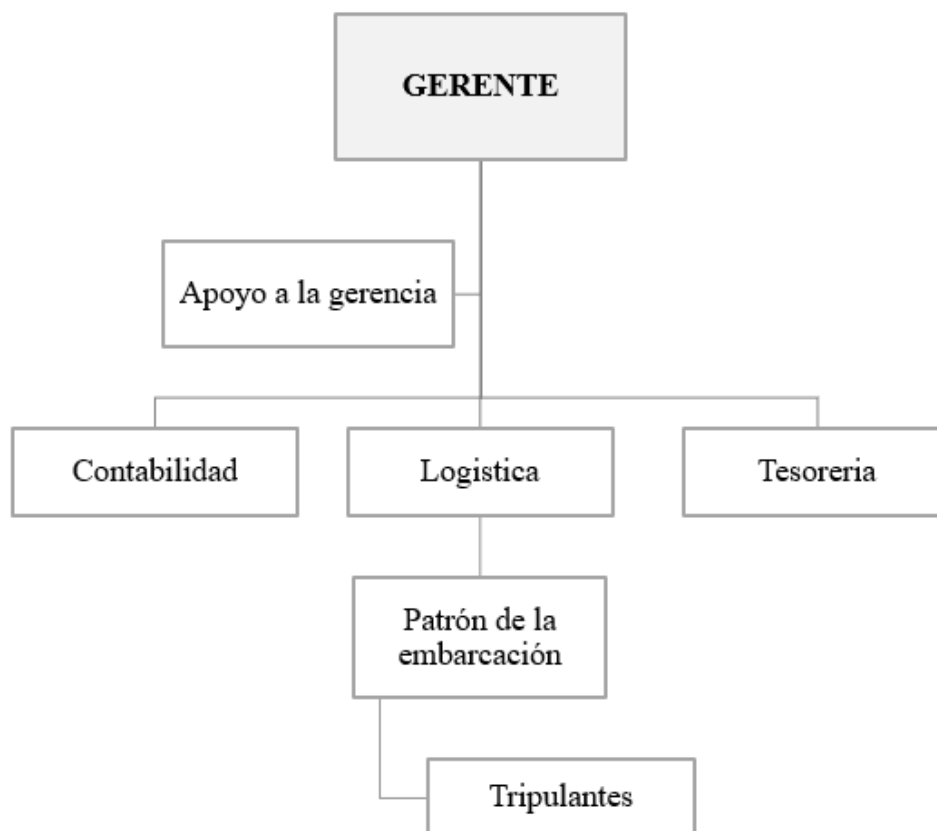 GERENTE
Apoyo a la gerencia
Contabilidad
Logistica
Tesoreria
Patrón de la
embarcación
Tripulantes